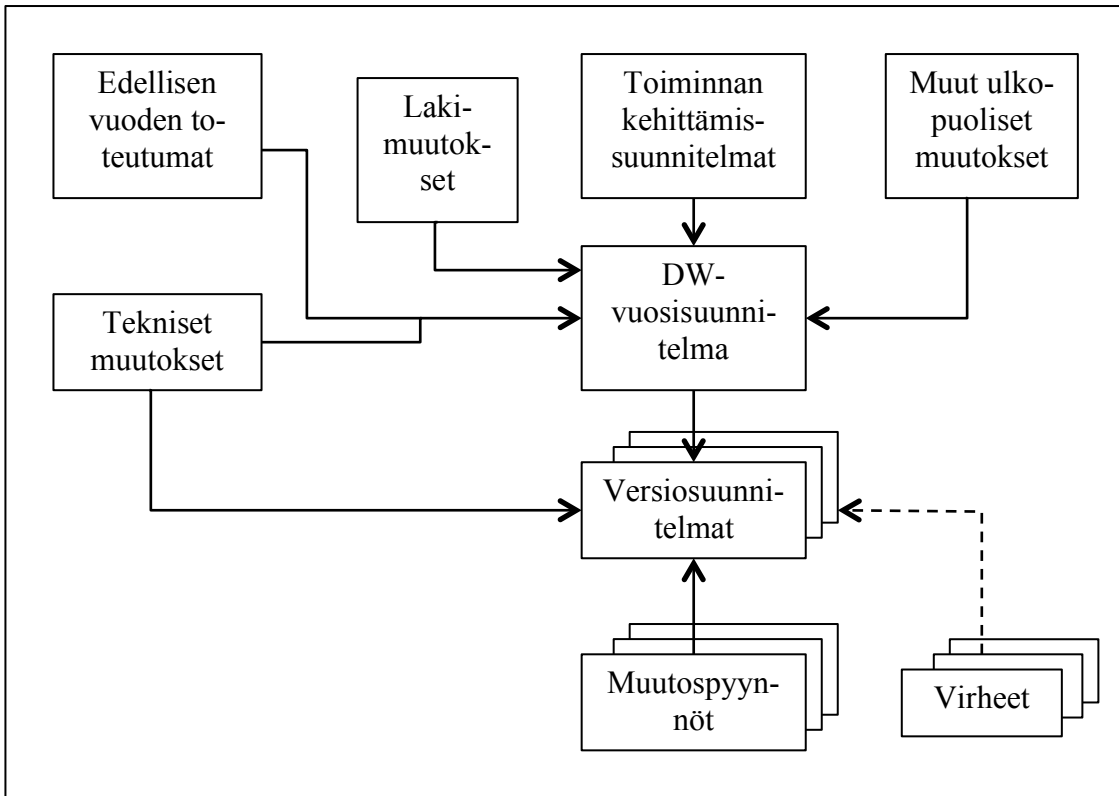 Edellisen
vuoden to-
teutumat
Laki-
muutok-
set
Toiminnan
kehittämis-
suunnitelmat
Muut ulko-
puoliset
muutokset
DW-
vuosisuunni-
telma
Tekniset
muutokset
Versiosuunni-
telmat
Muutospyyn-
nöt
Virheet